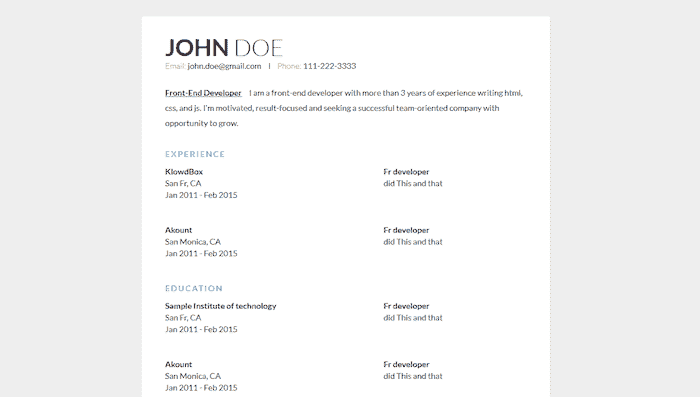 JOHN DOE
Email: john.doe@gmail.com | Phone: 111-222-3333
Front-End Developer I am a front-end developer with more than 3 years of experience writing html,
css, and js. I'm motivated, result-focused and seeking a successful team-oriented company with
opportunity to grow.
EXPERIENCE
KlowdBox Fr developer
San Fr, CA did This and that
Jan 2011 - Feb 2015
Akount Fr developer
San Monica, CA did This and that
Jan 2011 - Feb 2015
EDUCATION
Sample Institute of technology Fr developer
San Fr, CA did This and that
Jan 2011 - Feb 2015
Akount Fr developer
San Monica, CA did This and that
Jan 2011 - Feb 2015